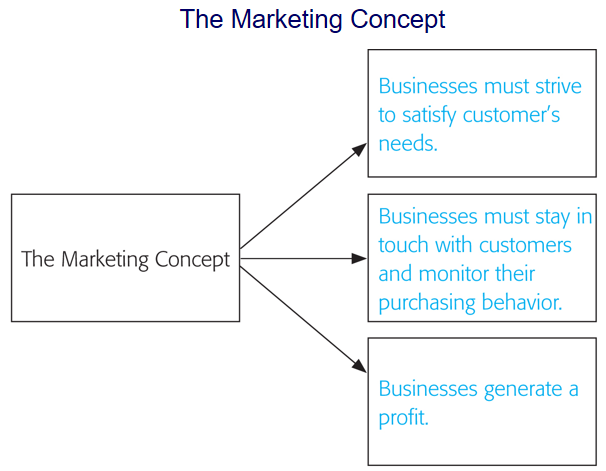 The Marketing Concept
Businesses must strive
to satisfy customer’s
needs.
The Marketing Concept
Businesses must stay in
touch with customers
and monitor their
purchasing behavior.
Businesses generate a
profit.